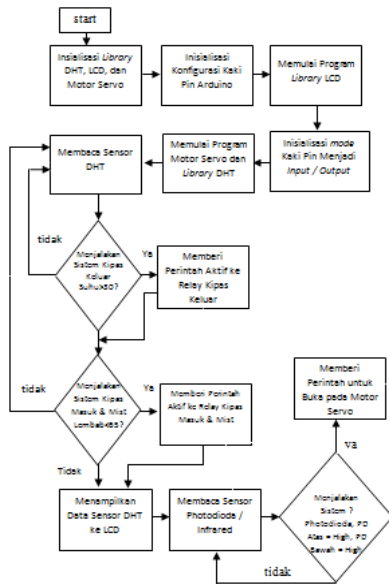 start
Insialisasi Library
DHT, LCD, dan
Motor Servo
Inisialisasi
Konfigurasi Kaki
Pin Arduino
Memulai Program
Library LCD
Inisialisasi mode
Kaki Pin Menjadi
Input / Output
Memulai Program
Motor Servo dan
Library DHT
Membaca Sensor
DHT
tidak
Menjalakan
Sistem Kipas
Keluar
Suhu>30?
Ya
Memberi
Perintah Aktif ke
Relay Kipas
Keluar
tidak
Menjalakan
Sistem Kipas
Masuk & Mist
Ya
Memberi Perintah
Aktif ke Relay Kipas
Masuk & Mist
Tidak
Menampilkan
Data Sensor DHT
ke LCD
Membaca Sensor
Photodioda /
Infrared
Menjalakan
Sistem ?
Photodioda, PD
Atas = High, PD
Bawah = High
ya
Memberi
Perintah untuk
Buka pada Motor
Servo
tidak